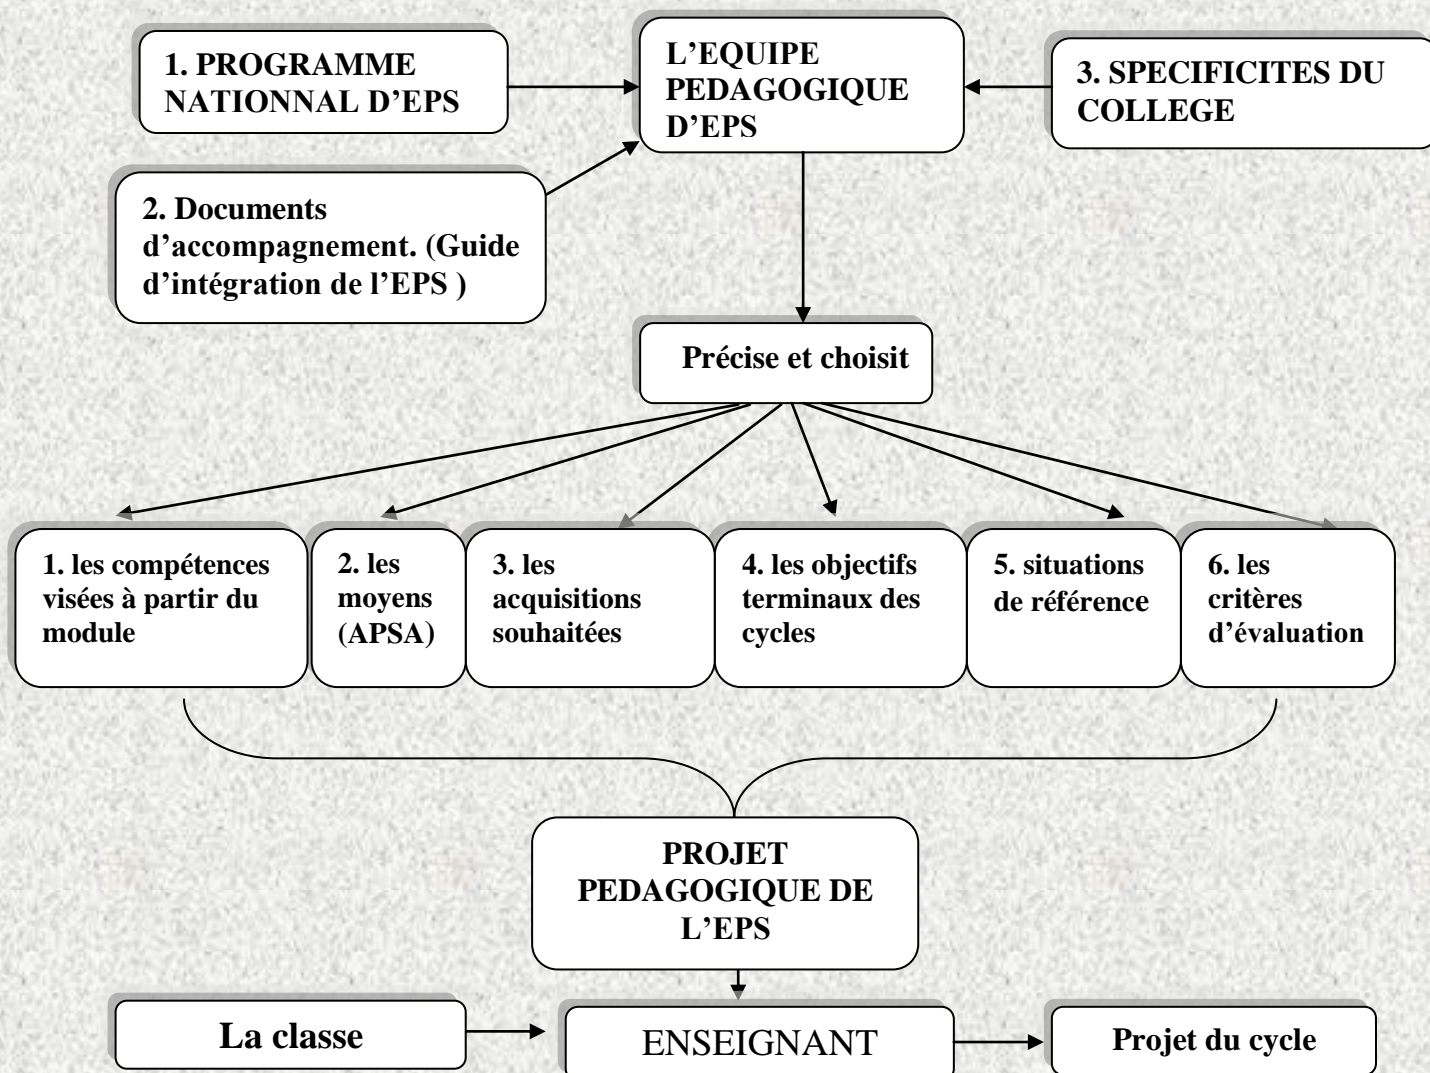 1. PROGRAMME
NATIONNAL D'EPS
L'EQUIPE
PEDAGOGIQUE
D'EPS
3. SPECIFICITES DU
COLLEGE
2. Documents
d'accompagnement. (Guide
d'intégration de l'EPS )
Précise et choisit
1. les compétences
visées à partir du
module
2. les
moyens
(APSA)
3. les
acquisitions
souhaitées
4. les objectifs
terminaux des
cycles
5. situations
de référence
6. les
critères
d'évaluation
PROJET
PEDAGOGIQUE DE
L'EPS
La classe
ENSEIGNANT
Projet du cycle